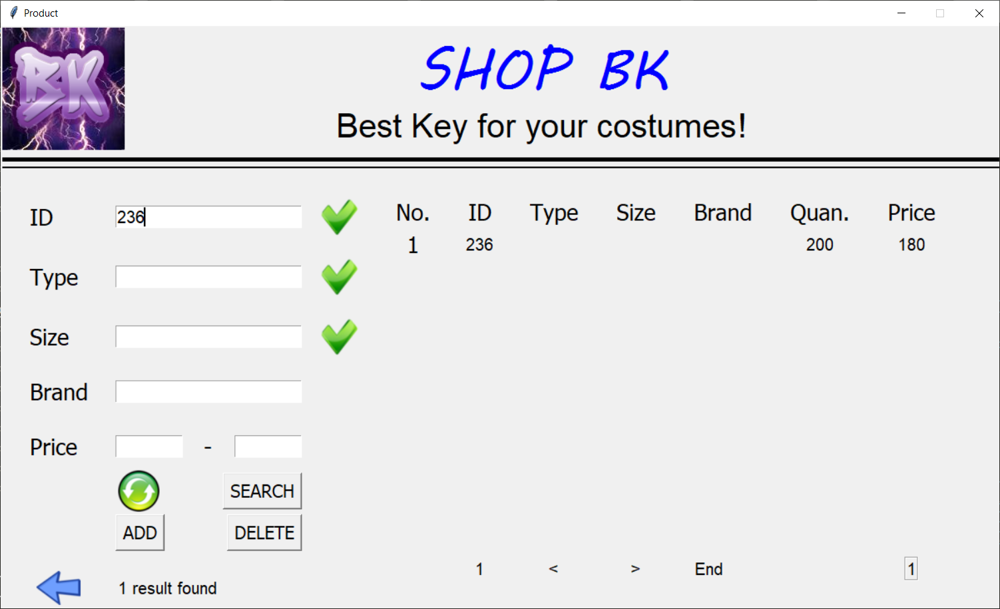 Product
BK
SHOP BK
Best Key for your costumes!
ID 236
Type
Size
Brand
Price -
SEARCH
ADD DELETE
1 result found
No. ID Type Size Brand Quan. Price
1 236 200 180
1 < > End 1